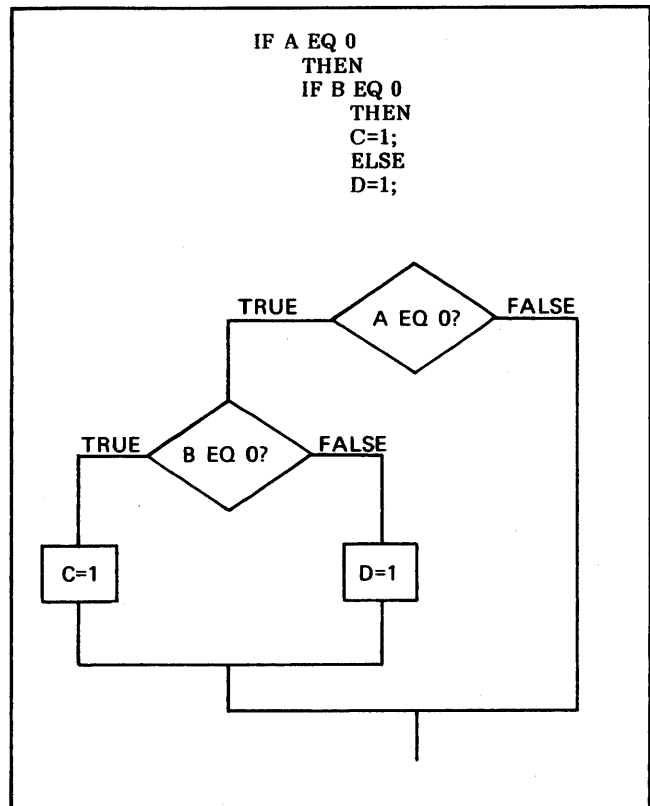 IF A EQ 0
THEN
IF B EQ 0
THEN
C=1;
ELSE
D=1;
TRUE
A EQ 0?
FALSE
TRUE
B EQ 0?
FALSE
C=1
D=1